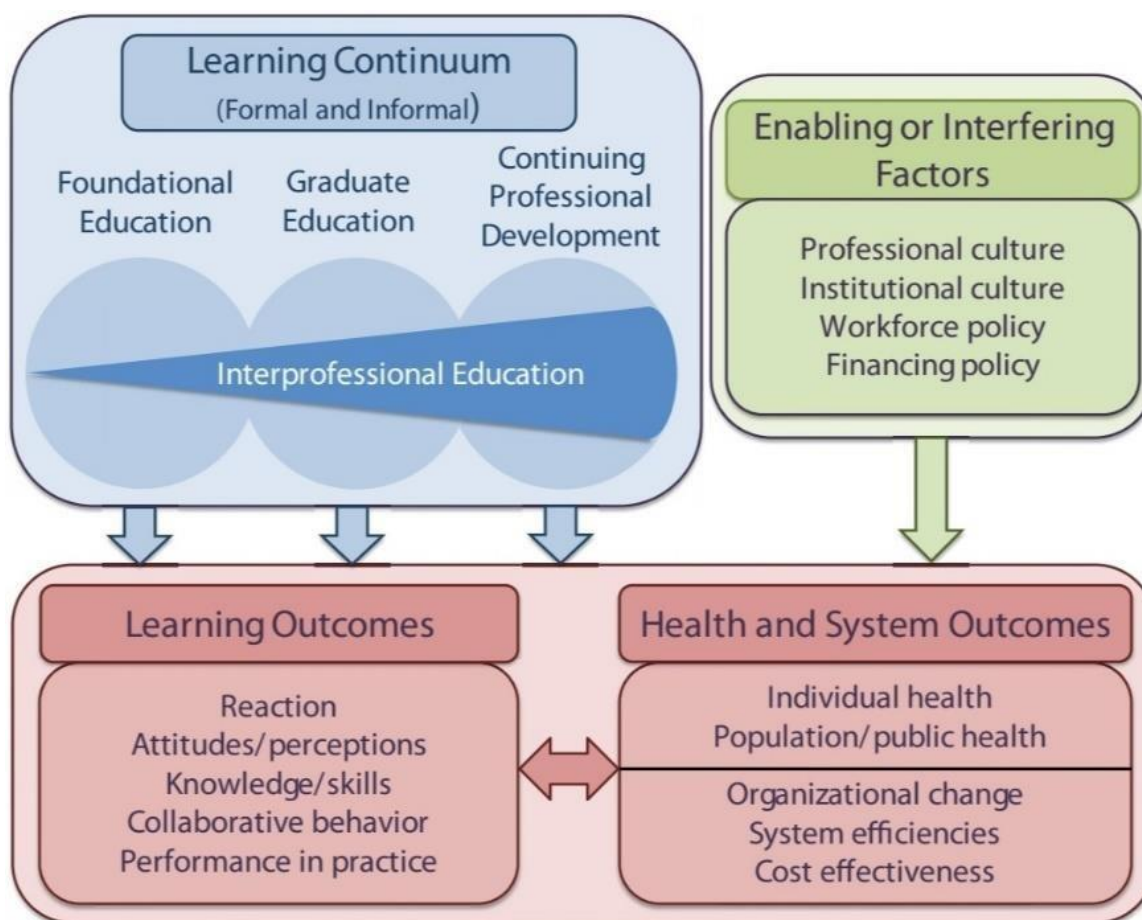 Learning Continuum
(Formal and Informal)
Foundational
Education
Graduate
Education
Continuing
Professional
Development
Interprofessional Education
Enabling or Interfering
Factors
Professional culture
Institutional culture
Workforce policy
Financing policy
Learning Outcomes
Reaction
Attitudes/perceptions
Knowledge/skills
Collaborative behavior
Performance in practice
Health and System Outcomes
Individual health
Population/public health
Organizational change
System efficiencies
Cost effectiveness